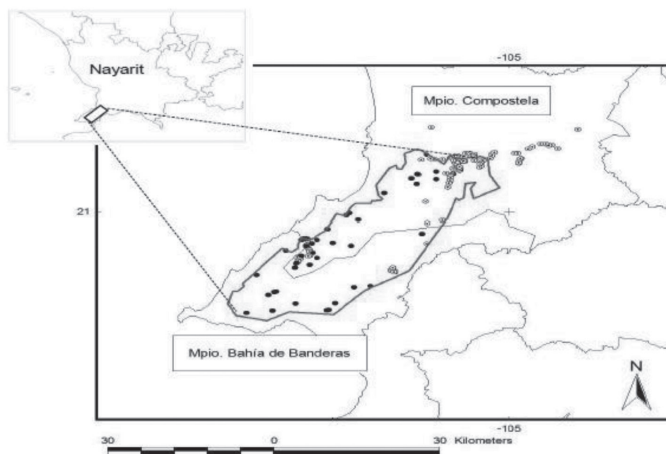 Nayarit
-105
Mpio. Compostela
21
Mpio. Bahía de Banderas
N
-105
30 0 30 Kilometers